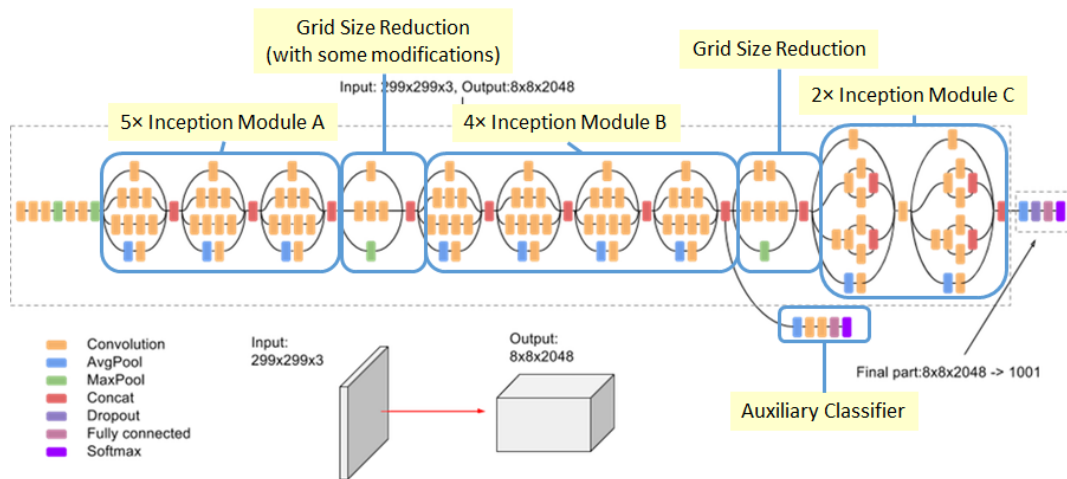 Grid Size Reduction
(with some modifications)
Grid Size Reduction
Input: 299x299x3, Output:8x8x2048
2× Inception Module C
5× Inception Module A
4× Inception Module B
Convolution
AvgPool
MaxPool
Concat
Dropout
Fully connected
Softmax
Input:
299x299x3
Output:
8x8x2048
Final part:8x8x2048 -> 1001
Auxiliary Classifier